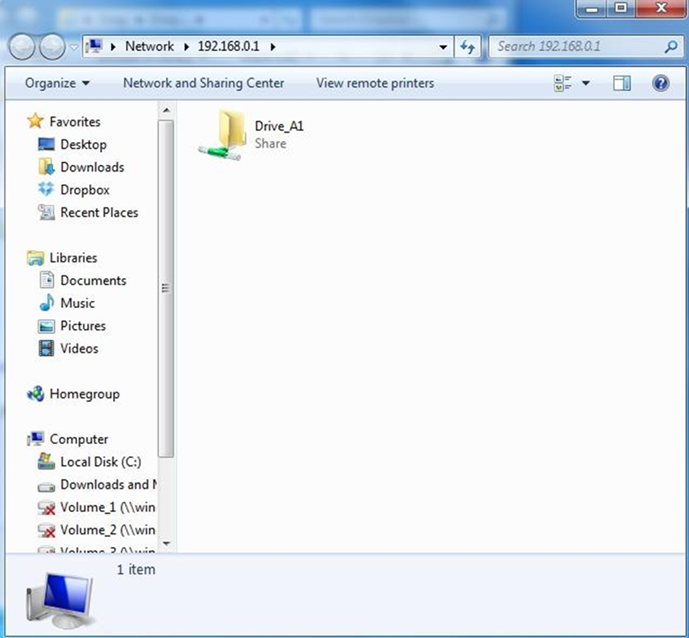 Network 192.168.0.1
Search 192.168.0.1
Organize Network and Sharing Center View remote printers
Favorites
Desktop
Downloads
Dropbox
Recent Places
Libraries
Documents
Music
Pictures
Videos
Homegroup
Computer
Local Disk (C:)
Downloads and
Volume_1 (\\win
Volume_2 (\\win
Volume_3 (\\win
Drive_A1
Share
1 item